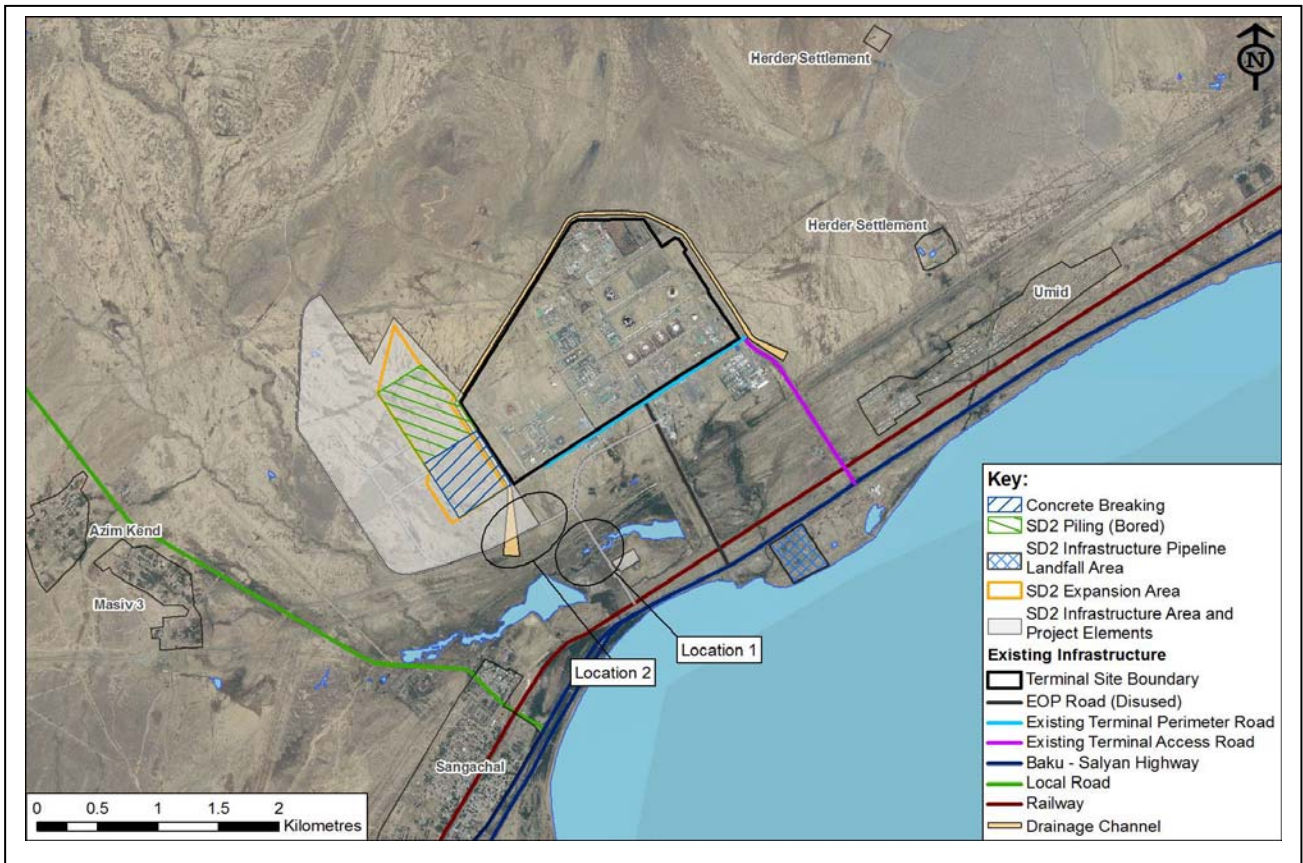 Herder Settlement
N
Herder Settlement
Umid
Azim Kend
Masiv 3
Location 1
Location 2
Sangachal
0 0.5 1 1.5 2
Kilometres
Key:
Concrete Breaking
SD2 Piling (Bored)
SD2 Infrastructure Pipeline
Landfall Area
SD2 Expansion Area
SD2 Infrastructure Area and
Project Elements
Existing Infrastructure
Terminal Site Boundary
EOP Road (Disused)
Existing Terminal Perimeter Road
Existing Terminal Access Road
Baku - Salyan Highway
Local Road
Railway
Drainage Channel